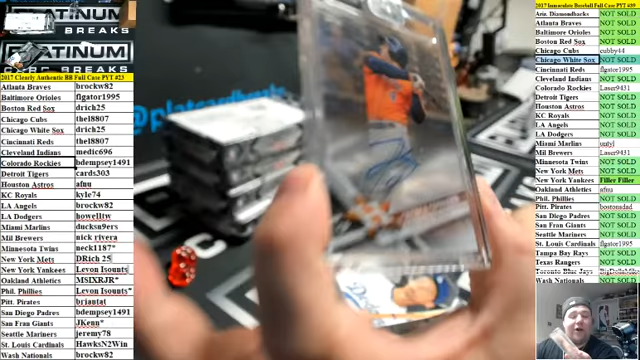 PLATINUM
BREAKS
PLATINUM
CARD BREAKS
@platcardbreaks
2017 Clearly Authentic BB Full Case PYT #23
Atlanta Braves brockw82
Baltimore Orioles flgator1995
Boston Red Sox drich25
Chicago Cubs thel8807
Chicago White Sox drich25
Cincinnati Reds thel8807
Cleveland Indians medic696
Colorado Rockies bdempsey1491
Detroit Tigers cards303
Houston Astros afnu
KC Royals kyle74
LA Angels brockw82
LA Dodgers howelltw
Miami Marlins ducksn9ers
Mil Brewers nick rivera
Minnesota Twins neck1187*
New York Mets DRich 25
New York Yankees Levon Isounts
Oakland Athletics MSIXRJR*
Phil. Phillies Levon Isounts*
Pitt. Pirates briantat
San Diego Padres bdempsey1491
San Fran Giants JKenn*
Seattle Mariners jeremy78
St. Louis Cardinals HawksN2Win
Wash Nationals brockw82
2017 Immaculate Baseball Full Case PYT #39
Ariz. Diamondbacks NOT SOLD
Atlanta Braves NOT SOLD
Baltimore Orioles NOT SOLD
Boston Red Sox NOT SOLD
Chicago Cubs cubby44
Chicago White Sox NOT SOLD
Cincinnati Reds flgator1995
Cleveland Indians NOT SOLD
Colorado Rockies Laser9431
Detroit Tigers NOT SOLD
Houston Astros NOT SOLD
KC Royals NOT SOLD
LA Angels NOT SOLD
LA Dodgers NOT SOLD
Miami Marlins
Mil Brewers Laser9431
Minnesota Twins NOT SOLD
New York Mets NOT SOLD
New York Yankees Filler Filler
Oakland Athletics afnu
Phil. Phillies NOT SOLD
Pitt. Pirates bostonsdad
San Diego Padres NOT SOLD
San Fran Giants NOT SOLD
Seattle Mariners NOT SOLD
St. Louis Cardinals flgator1995
Tampa Bay Rays NOT SOLD
Texas Rangers NOT SOLD
Toronto Blue Jays
Wash Nationals NOT SOLD